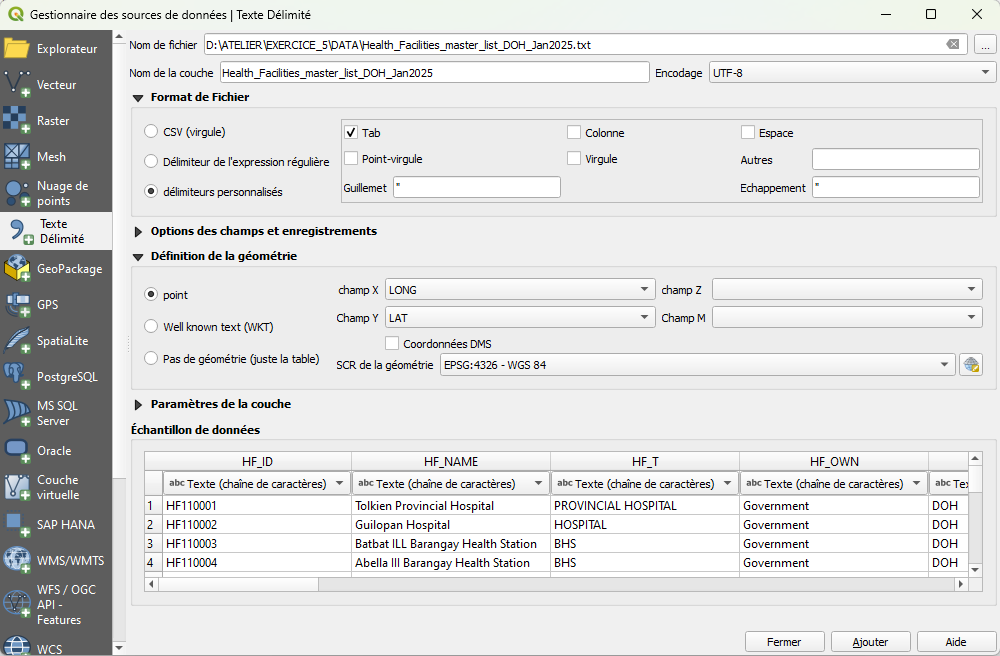 Gestionnaire des sources de données | Texte Délimité
Explorateur
Vecteur
Raster
Mesh
Nuage de
points
Texte
Délimité
GeoPackage
GPS
SpatiaLite
PostgreSQL
MS SQL
Server
Oracle
Couche
virtuelle
SAP HANA
WMS/WMTS
WFS / OGC
API -
Features
WCS
Nom de fichier D:\ATELIER\EXERCICE_5\DATA\Health_Facilities_master_list_DOH_Jan2025.txt ...
Nom de la couche Health_Facilities_master_list_DOH_Jan2025 Encodage UTF-8
Format de Fichier
CSV (virgule) Tab Colonne Espace
Délimiteur de l'expression régulière Point-virgule Virgule Autres
délimiteurs personnalisés Guillemet " Echappement "
Options des champs et enregistrements
Définition de la géométrie
point champ X LONG champ Z
Well known text (WKT) Champ Y LAT Champ M
Coordonnées DMS
Pas de géométrie (juste la table) SCR de la géométrie EPSG:4326 - WGS 84
Paramètres de la couche
Échantillon de données
HF_ID HF_NAME HF_T HF_OWN
abc Texte (chaîne de caractères) abc Texte (chaîne de caractères) abc Texte (chaîne de caractères) abc Texte (chaîne de caractères) abc Te
1 HF110001 Tolkien Provincial Hospital PROVINCIAL HOSPITAL Government DOH
2 HF110002 Guilopan Hospital HOSPITAL Government DOH
3 HF110003 Batbat ILL Barangay Health Station BHS Government DOH
4 HF110004 Abella III Barangay Health Station BHS Government DOH
Fermer Ajouter Aide